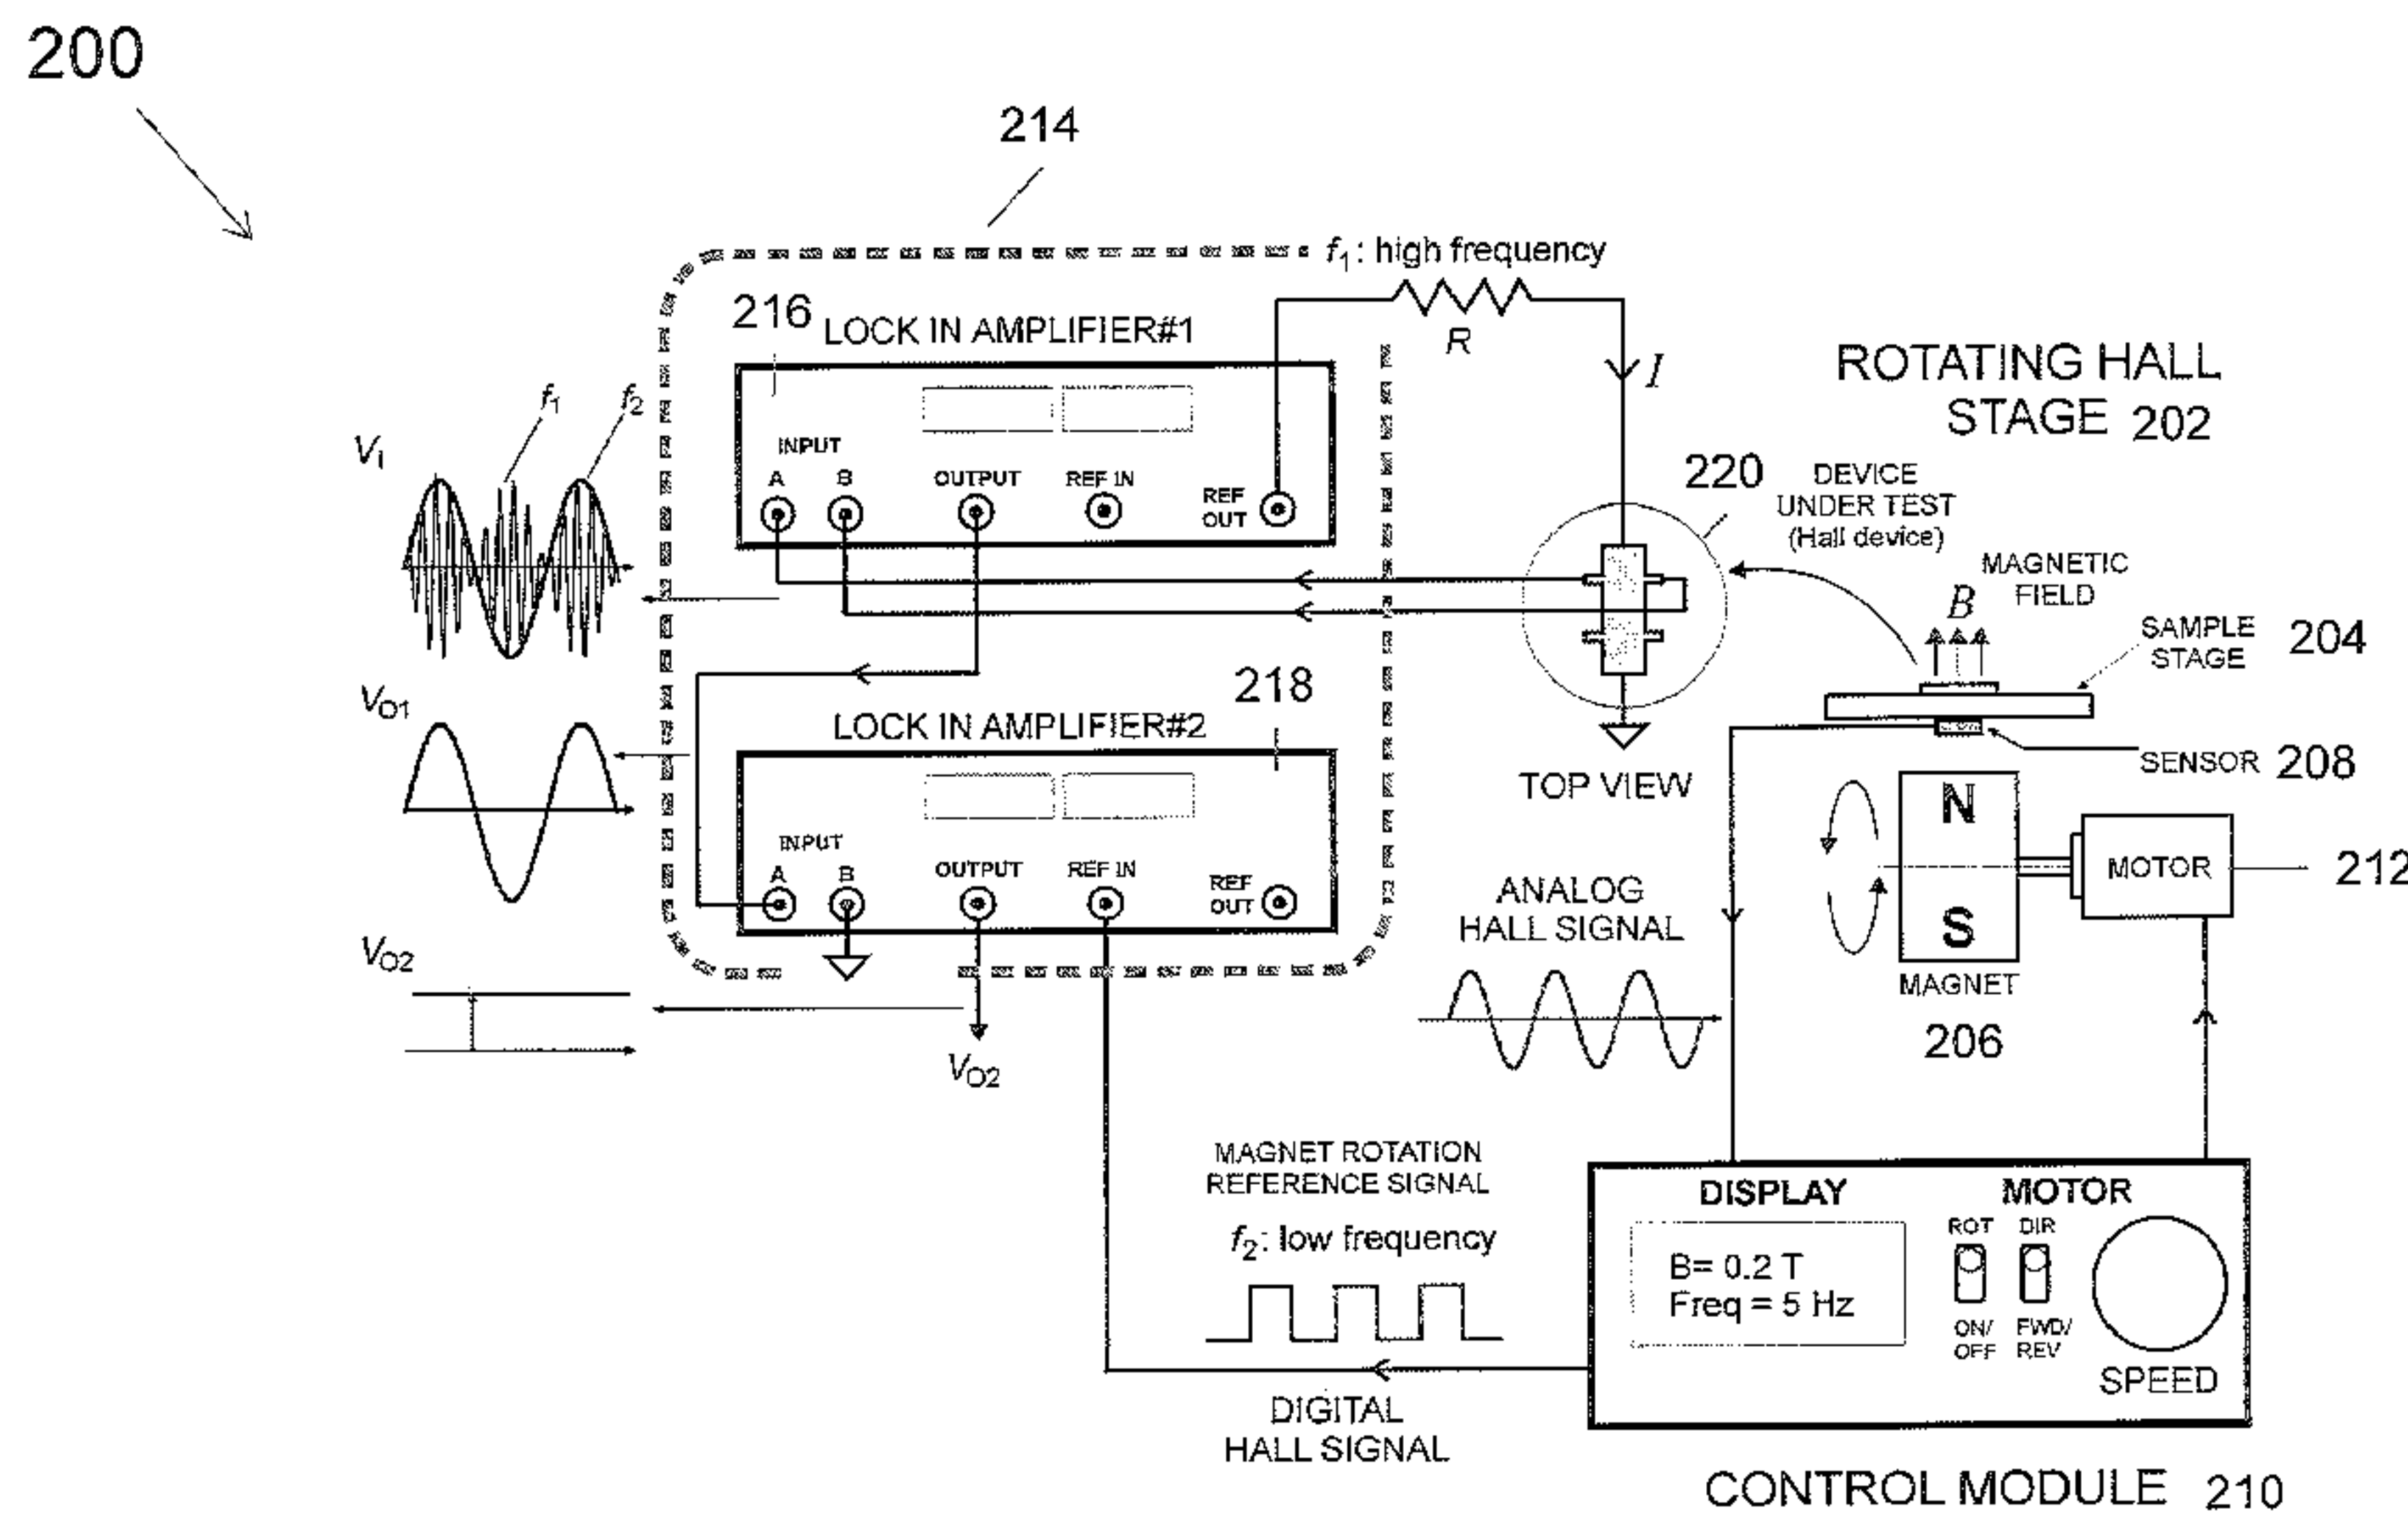 200
214
f1: high frequency
216
LOCK IN AMPLIFIER#1
R
I
ROTATING HALL
STAGE 202
f1
f2
VI
INPUT
A
B
OUTPUT
REF IN
REF
OUT
220
DEVICE
UNDER TEST
(Hall device)
MAGNETIC
FIELD
B
SAMPLE
STAGE
204
218
VO1
LOCK IN AMPLIFIER#2
TOP VIEW
SENSOR 208
N
S
MOTOR
212
INPUT
A
B
OUTPUT
REF IN
REF
OUT
ANALOG
HALL SIGNAL
MAGNET
206
VO2
VO2
MAGNET ROTATION
REFERENCE SIGNAL
f2: low frequency
DIGITAL
HALL SIGNAL
DISPLAY
MOTOR
ROT
DIR
B= 0.2 T
Freq = 5 Hz
ON/
OFF
FWD/
REV
SPEED
CONTROL MODULE 210